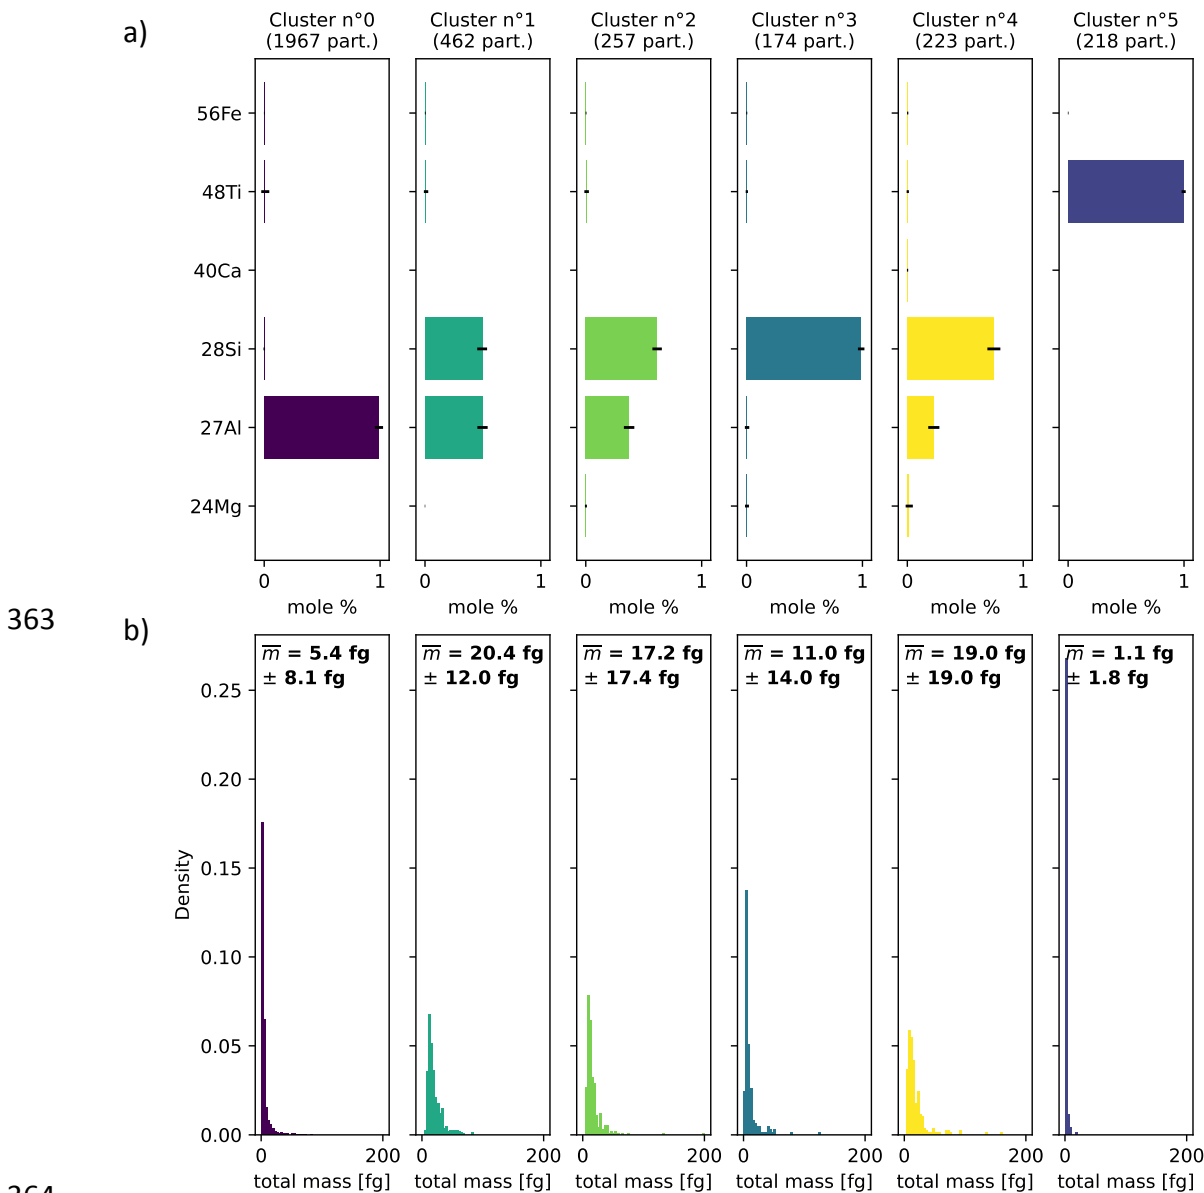 a)
Cluster n°0 Cluster n°1 Cluster n°2 Cluster n°3 Cluster n°4 Cluster n°5
(1967 part.) (462 part.) (257 part.) (174 part.) (223 part.) (218 part.)
56Fe
48Ti
40Ca
28Si
27Al
24Mg
0 1 0 1 0 1 0 1 0 1 0 1
mole % mole % mole % mole % mole % mole %
363
b)
m̅ = 5.4 fg m̅ = 20.4 fg m̅ = 17.2 fg m̅ = 11.0 fg m̅ = 19.0 fg m̅ = 1.1 fg
± 8.1 fg ± 12.0 fg ± 17.4 fg ± 14.0 fg ± 19.0 fg ± 1.8 fg
0.25
0.20
0.15
Density
0.10
0.05
0.00
0 200 0 200 0 200 0 200 0 200 0 200
total mass [fg] total mass [fg] total mass [fg] total mass [fg] total mass [fg] total mass [fg]
364